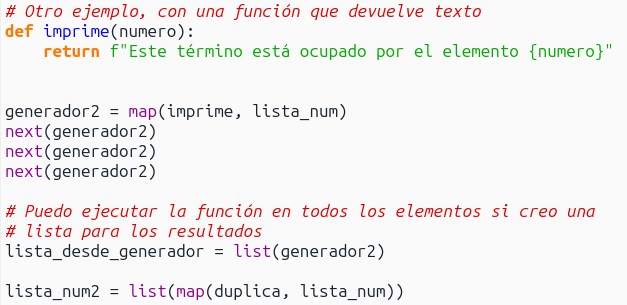 # Otro ejemplo, con una función que devuelve texto
def imprime(numero):
    return f"Este término está ocupado por el elemento {numero}"
generador2 = map(imprime, lista_num)
next(generador2)
next(generador2)
next(generador2)
# Puedo ejecutar la función en todos los elementos si creo una
# lista para los resultados
lista_desde_generador = list(generador2)
lista_num2 = list(map(duplica, lista_num))